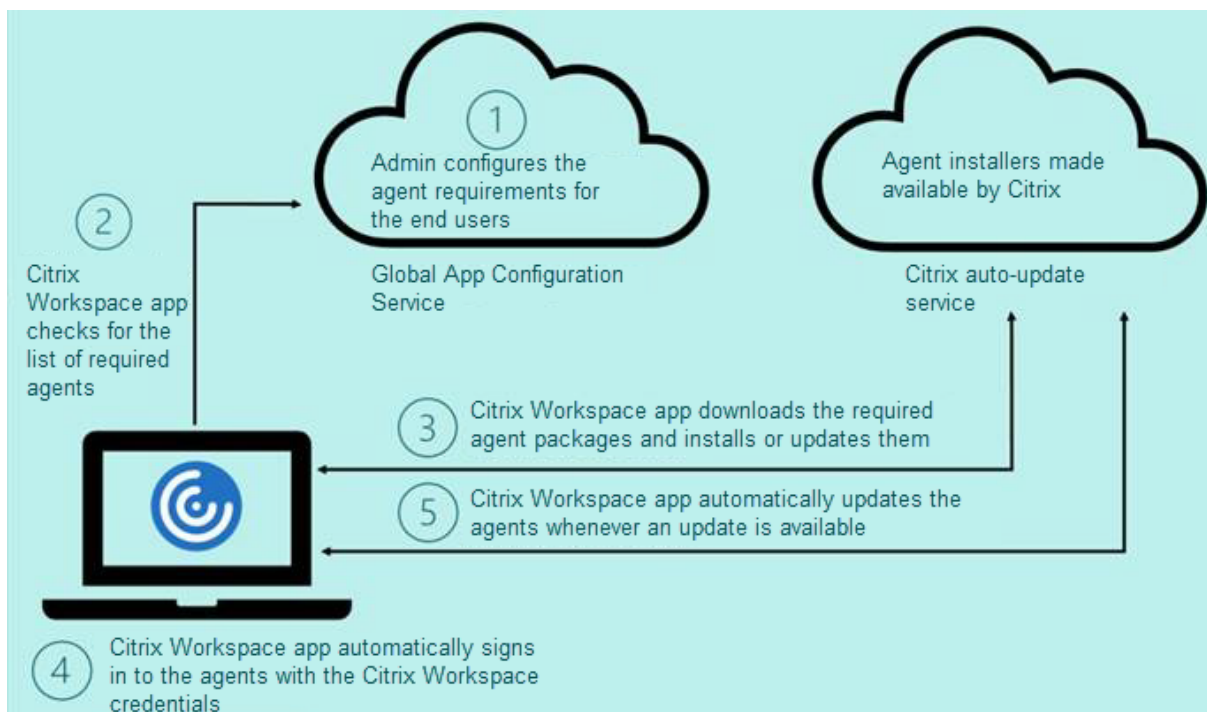 1
Admin configures the
agent requirements for
the end users
Global App Configuration
Service
Agent installers made
available by Citrix
Citrix auto-update
service
2
Citrix
Workspace app
checks for the
list of required
agents
3
Citrix Workspace app downloads the required
agent packages and installs or updates them
5
Citrix Workspace app automatically updates the
agents whenever an update is available
4
Citrix Workspace app automatically signs
in to the agents with the Citrix Workspace
credentials